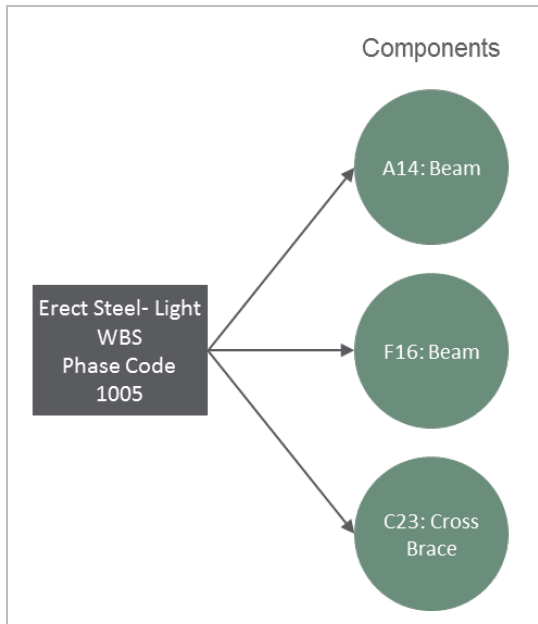 Components
A14: Beam
Erect Steel- Light
WBS
Phase Code
1005
F16: Beam
C23: Cross
Brace